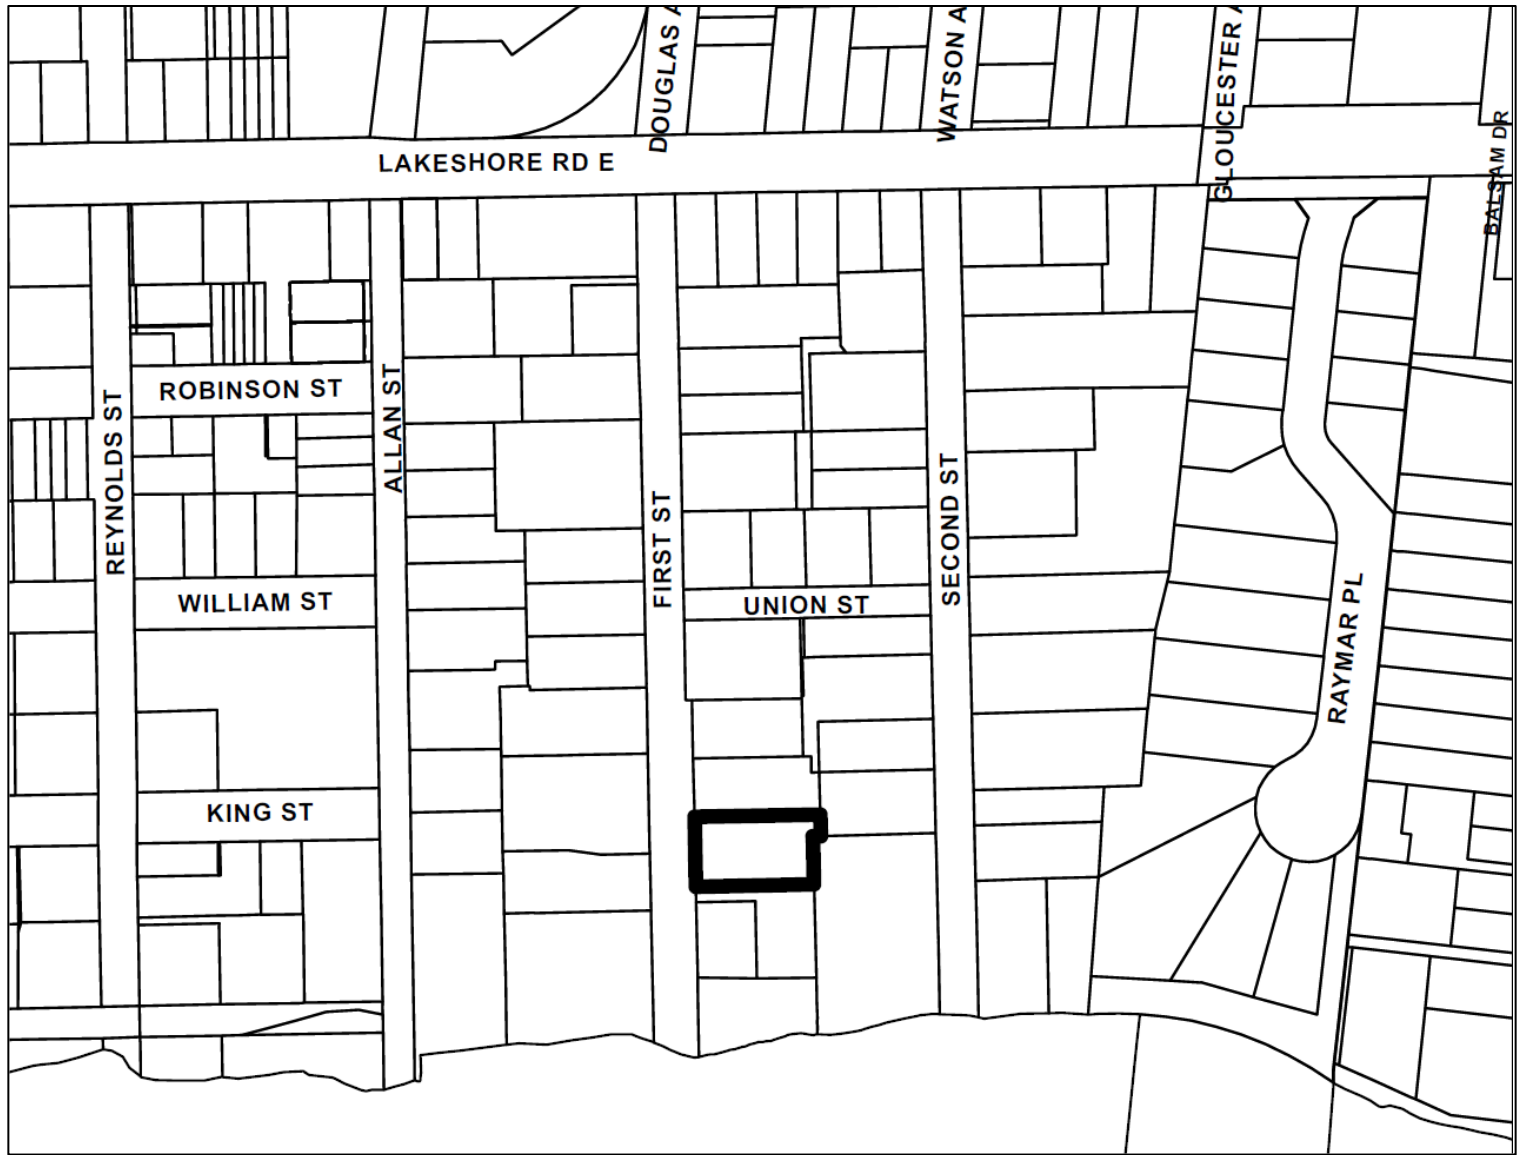 DOUGLAS A
WATSON A
GLOUCESTER A
BALSAM DR
LAKESHORE RD E
ROBINSON ST
ALLAN ST
REYNOLDS ST
FIRST ST
SECOND ST
WILLIAM ST
UNION ST
RAYMAR PL
KING ST